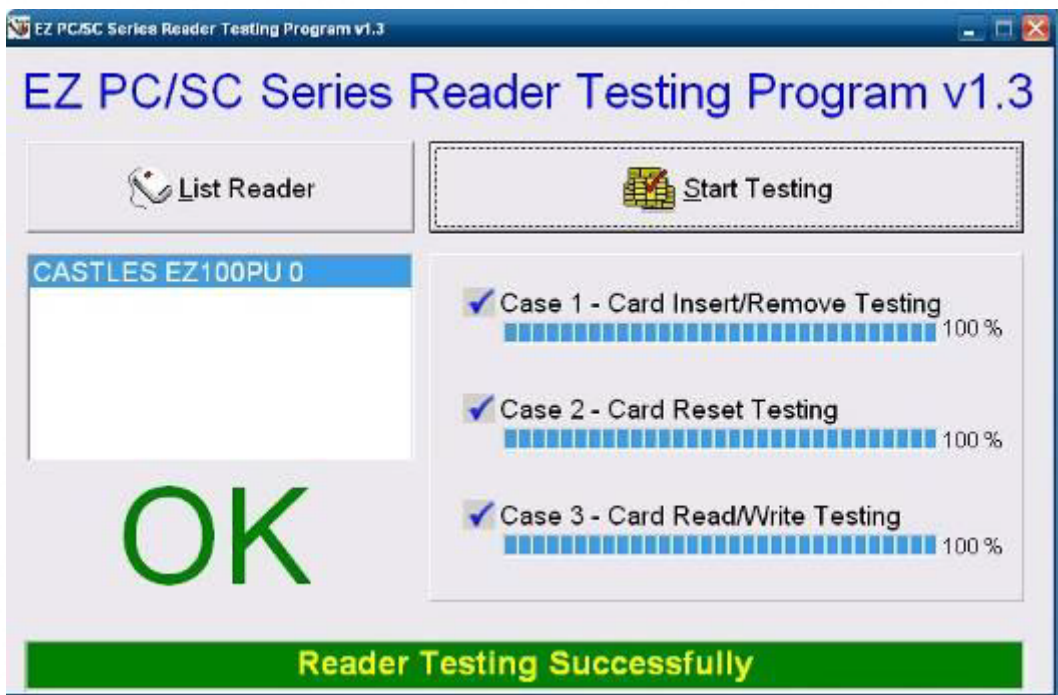 EZ PC/SC Series Reader Testing Program v1.3
EZ PC/SC Series Reader Testing Program v1.3
List Reader
Start Testing
CASTLES EZ100PU 0
Case 1 - Card Insert/Remove Testing
100 %
Case 2 - Card Reset Testing
100 %
Case 3 - Card Read/Write Testing
100 %
OK
Reader Testing Successfully